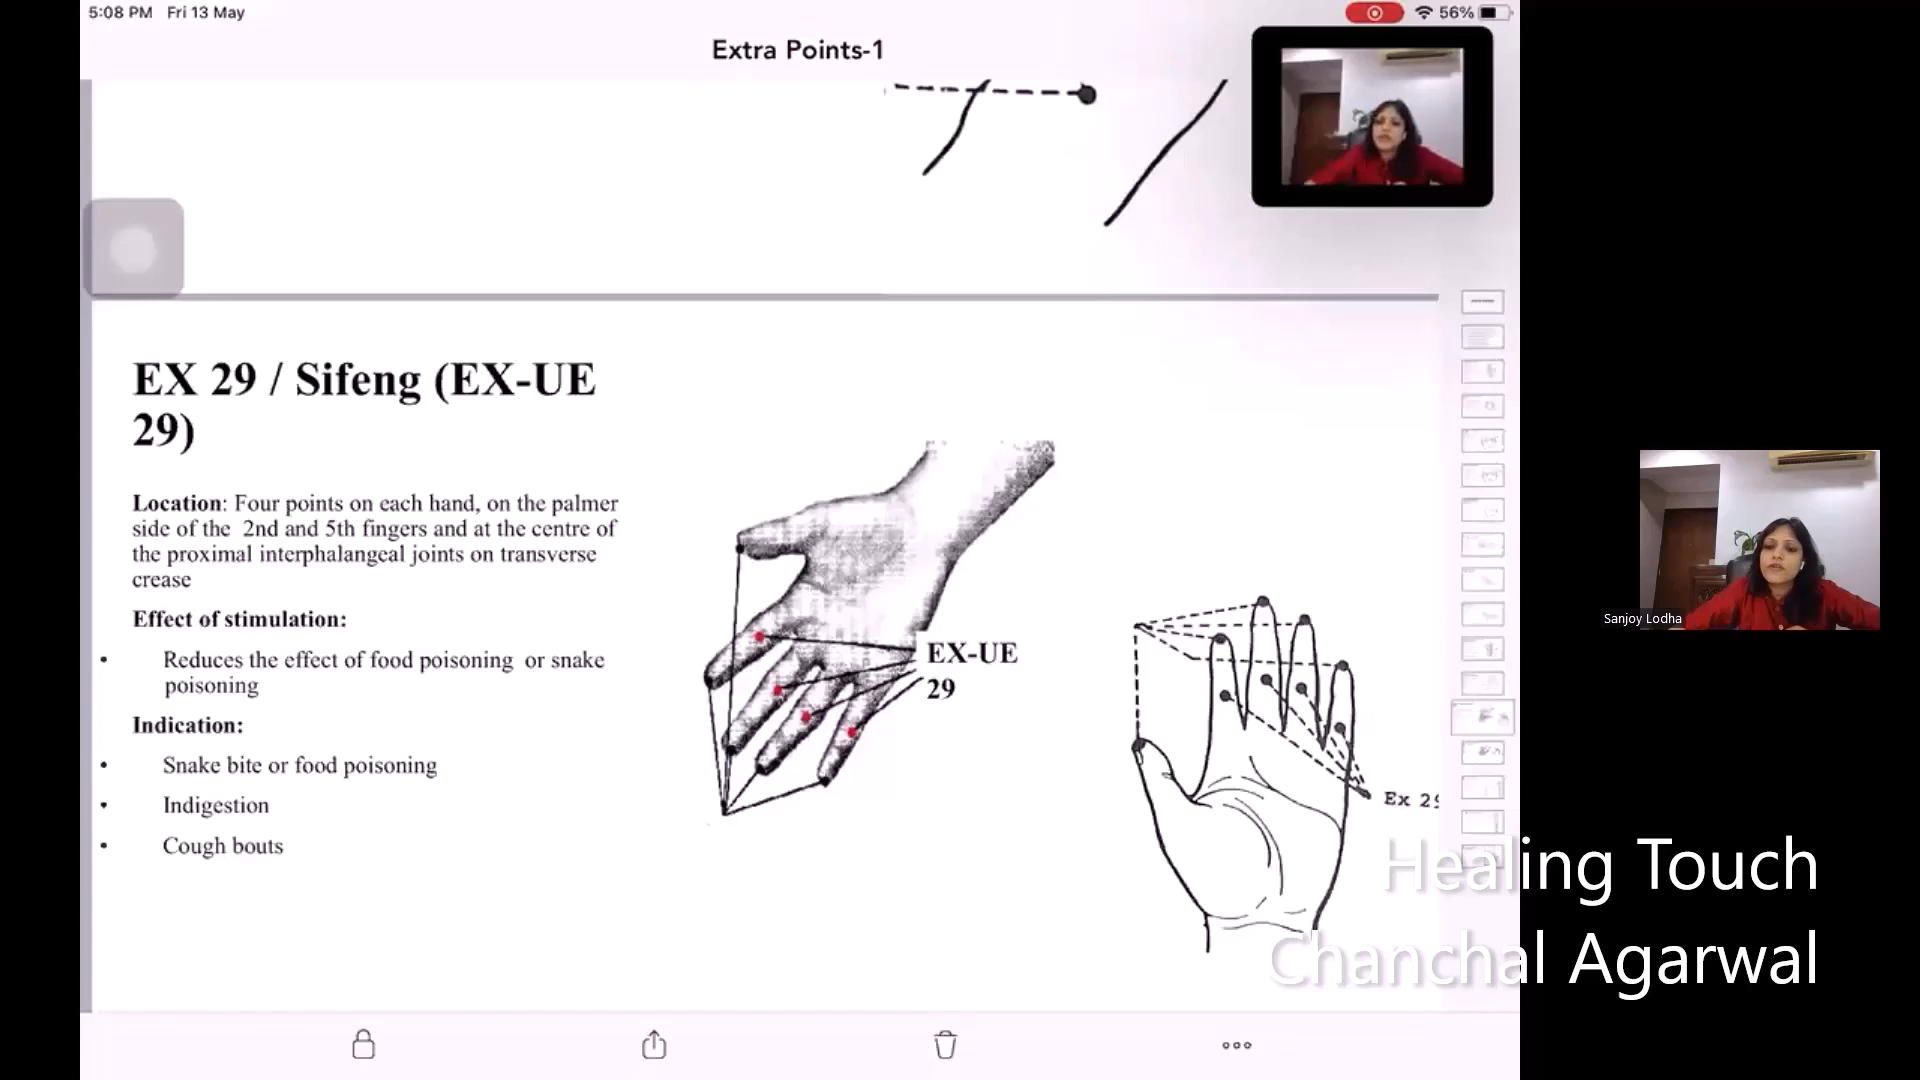 5:08 PM Fri 13 May
56%
Extra Points-1
EX 29 / Sifeng (EX-UE
29)
Location: Four points on each hand, on the palmer
side of the 2nd and 5th fingers and at the centre of
the proximal interphalangeal joints on transverse
crease
Effect of stimulation:
• Reduces the effect of food poisoning or snake
poisoning
Indication:
• Snake bite or food poisoning
• Indigestion
• Cough bouts
EX-UE
29
Ex 29
Sanjoy Lodha
Healing Touch
Chanchal Agarwal